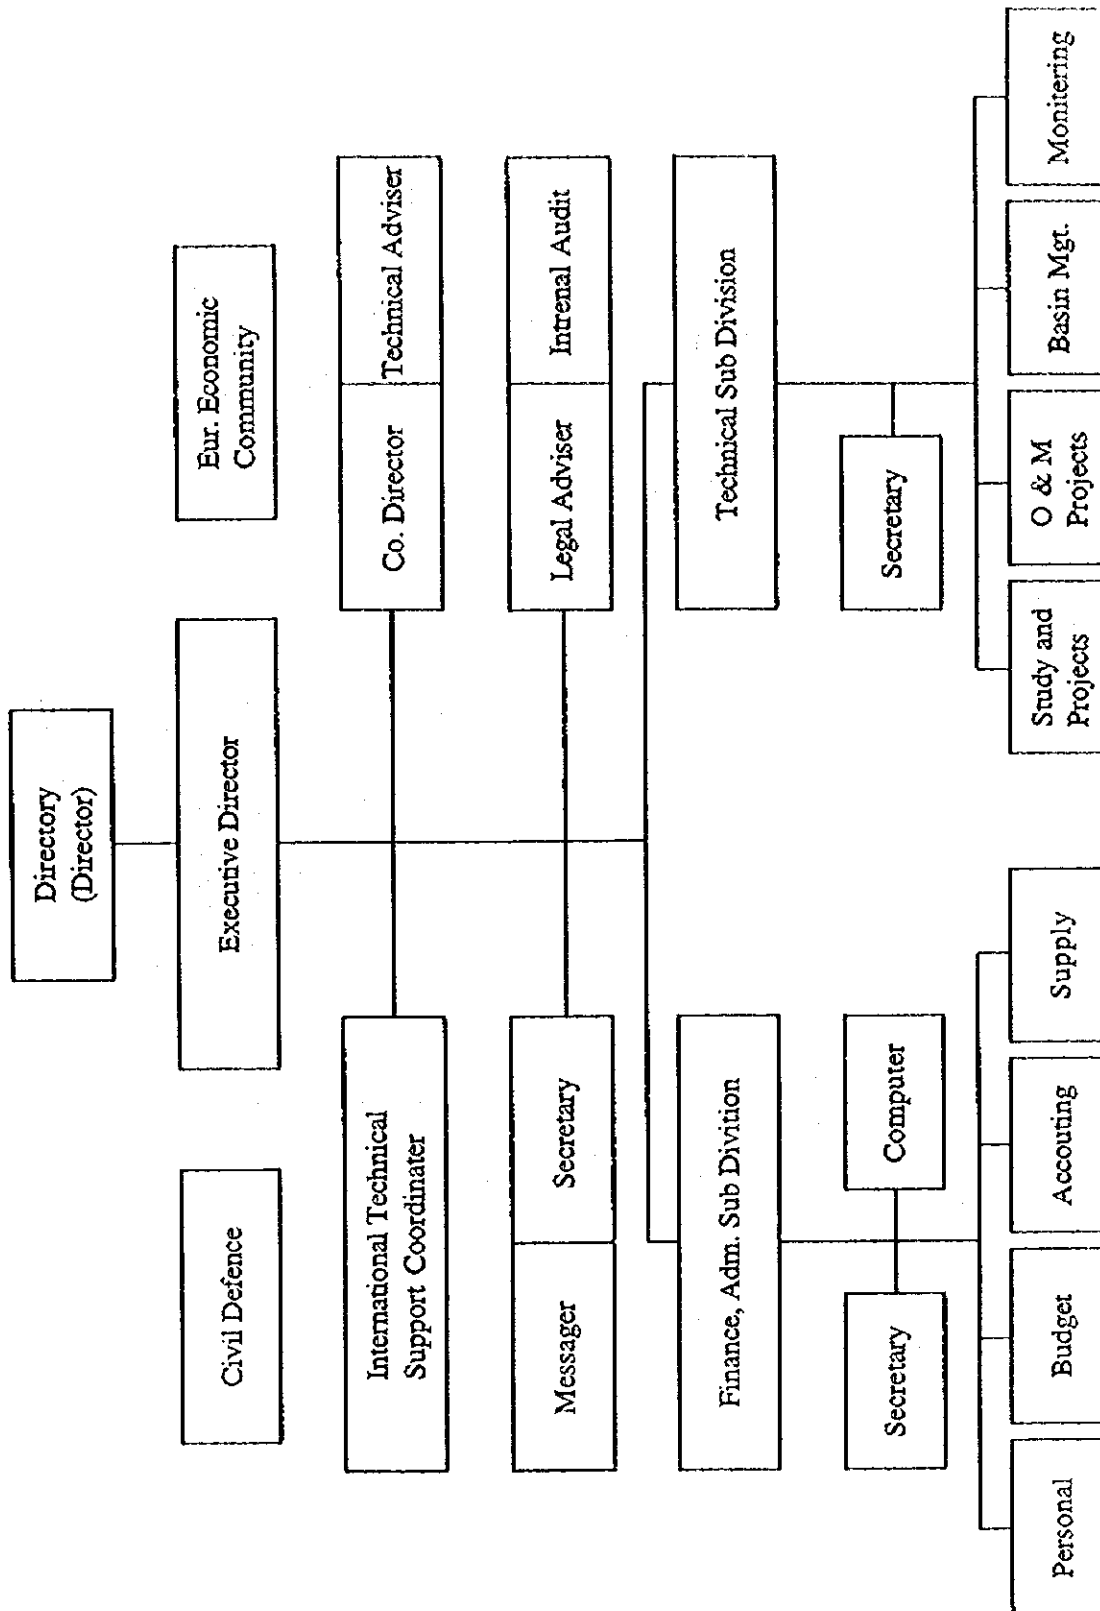 Directory
(Director)
Civil Defence
Executive Director
Eur. Economic
Community
International Technical
Support Coordinater
Co. Director
Technical Adviser
Messager
Secretary
Legal Adviser
Intrenal Audit
Finance, Adm. Sub Divition
Technical Sub Division
Secretary
Computer
Secretary
Personal
Budget
Accouting
Supply
Study and
Projects
O & M
Projects
Basin Mgt.
Monitering